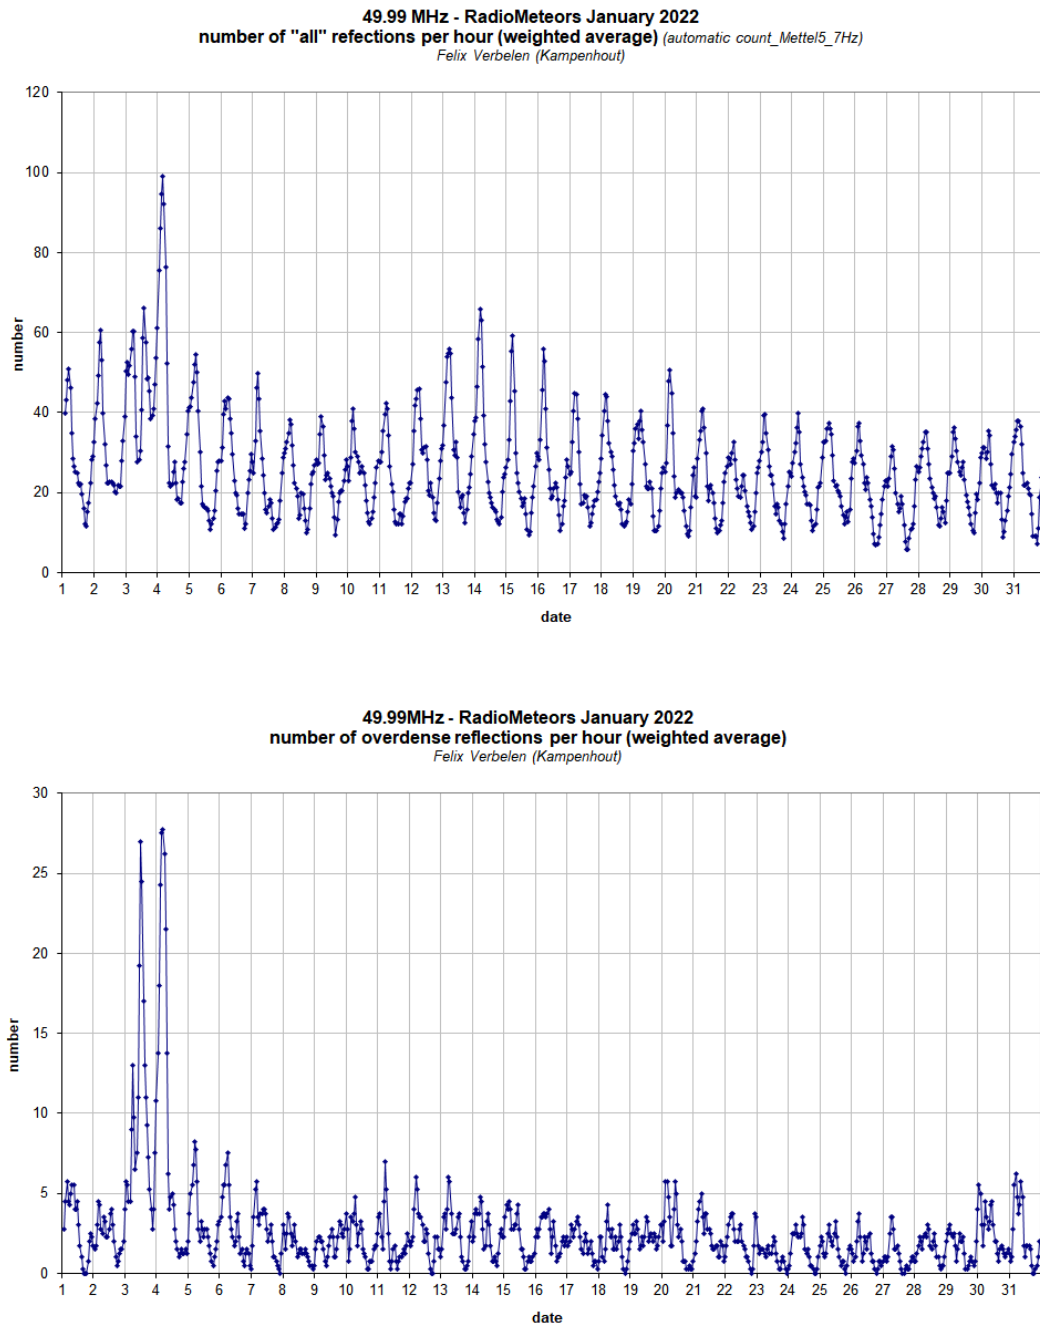 49.99 MHz - RadioMeteors January 2022
number of "all" refections per hour (weighted average) (automatic count_Mettel5_7Hz)
Felix Verbelen (Kampenhout)
120
100
80
60
40
20
0
number
1 2 3 4 5 6 7 8 9 10 11 12 13 14 15 16 17 18 19 20 21 22 23 24 25 26 27 28 29 30 31
date
49.99MHz - RadioMeteors January 2022
number of overdense reflections per hour (weighted average)
Felix Verbelen (Kampenhout)
30
25
20
15
10
5
0
number
1 2 3 4 5 6 7 8 9 10 11 12 13 14 15 16 17 18 19 20 21 22 23 24 25 26 27 28 29 30 31
date